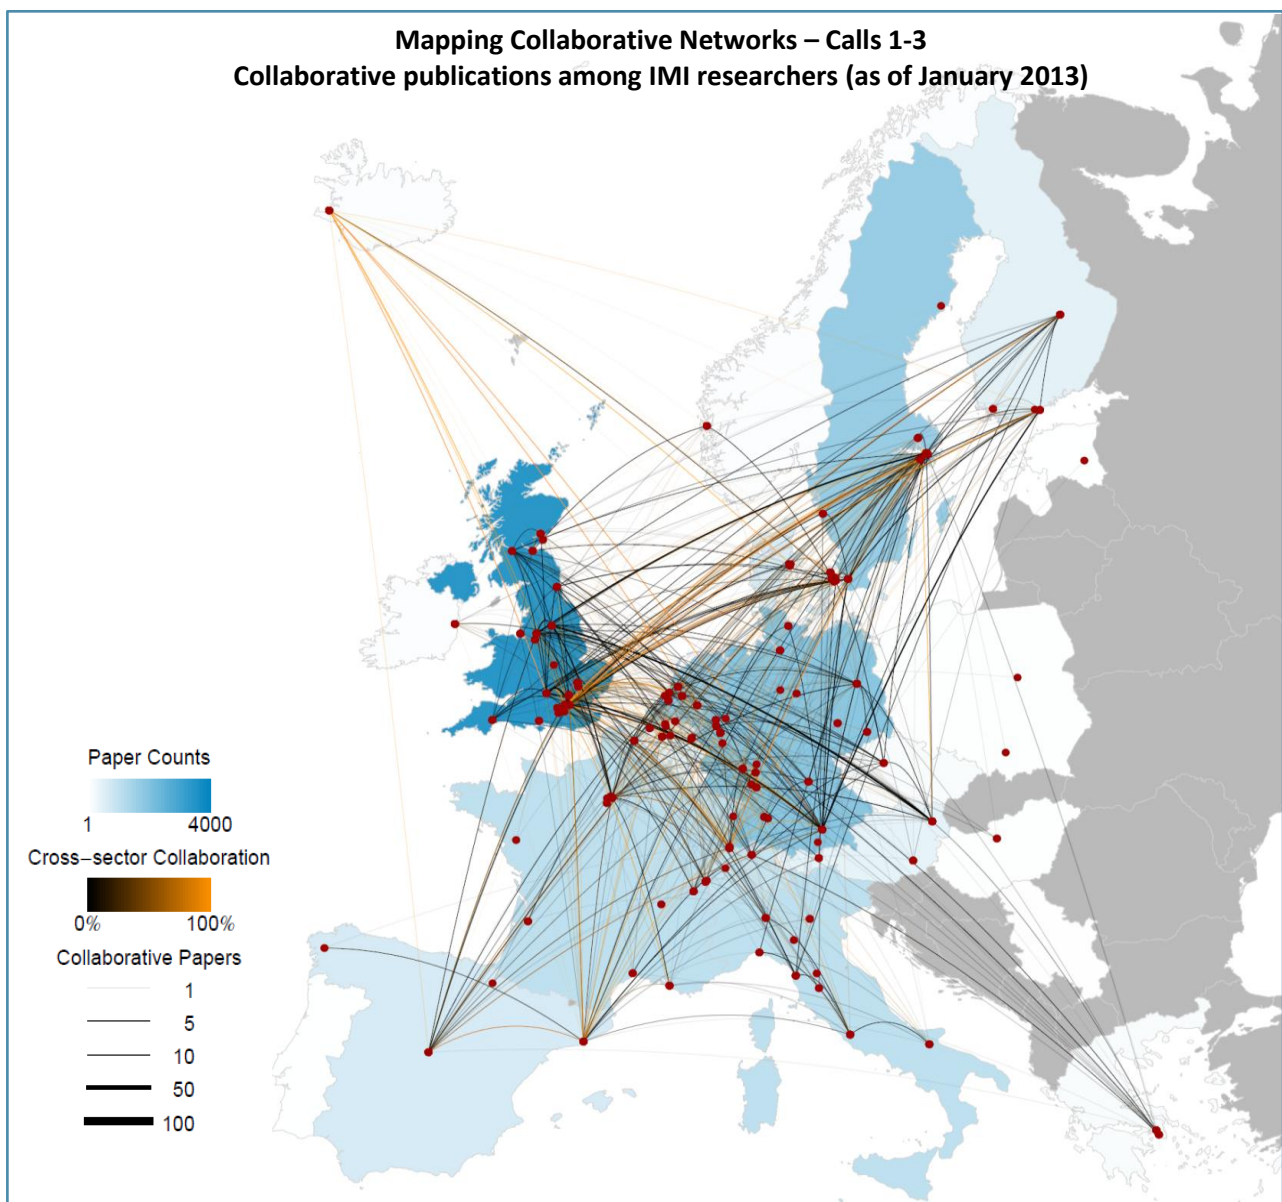 Mapping Collaborative Networks – Calls 1-3
Collaborative publications among IMI researchers (as of January 2013)
Paper Counts
1 4000
Cross−sector Collaboration
0% 100%
Collaborative Papers
1
5
10
50
100